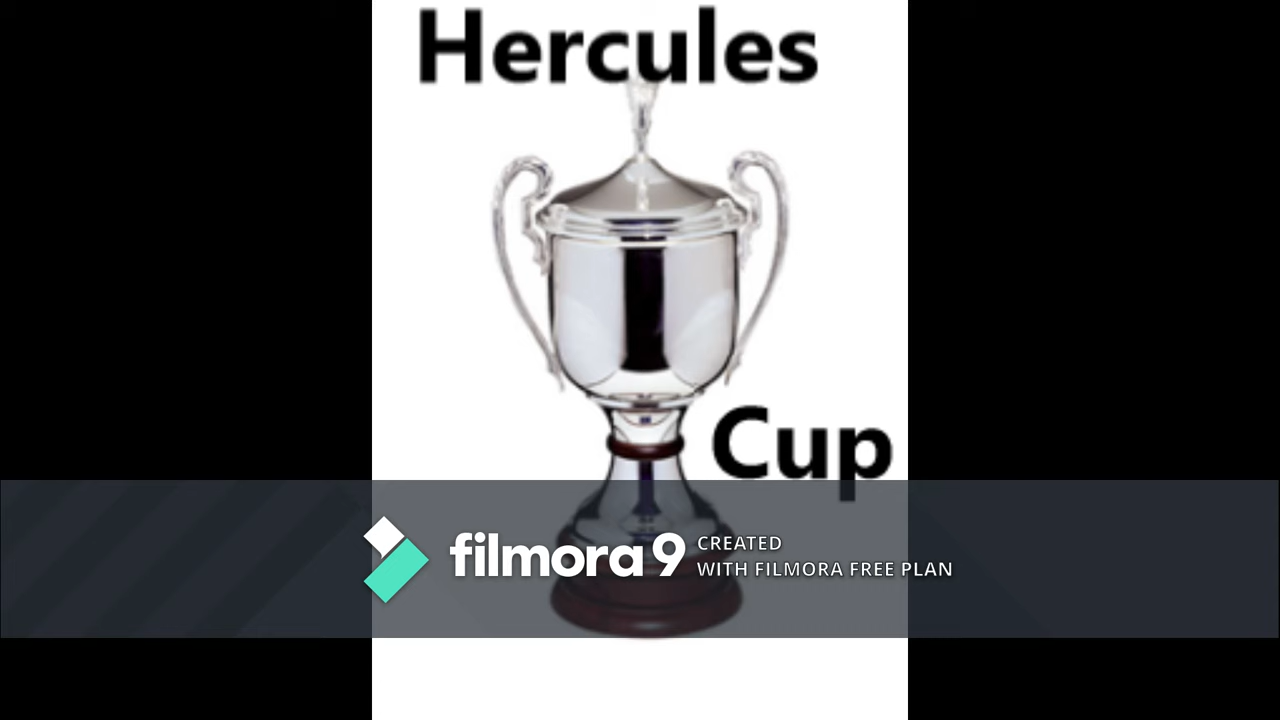 Hercules
Cup
filmora9
CREATED
WITH FILMORA FREE PLAN